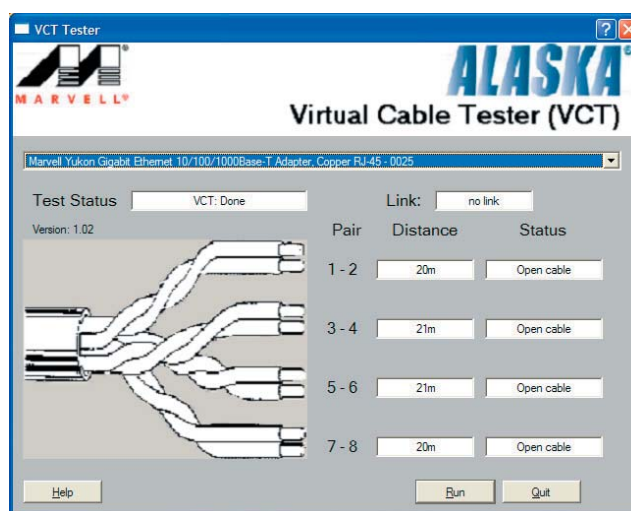 VCT Tester
MARVELL®
ALASKA®
Virtual Cable Tester (VCT)
Marvell Yukon Gigabit Ethernet 10/100/1000Base-T Adapter, Copper RJ-45 - 0025
Test Status VCT: Done Link: no link
Version: 1.02
Pair Distance Status
1 - 2 20m Open cable
3 - 4 21m Open cable
5 - 6 21m Open cable
7 - 8 20m Open cable
Help Run Quit